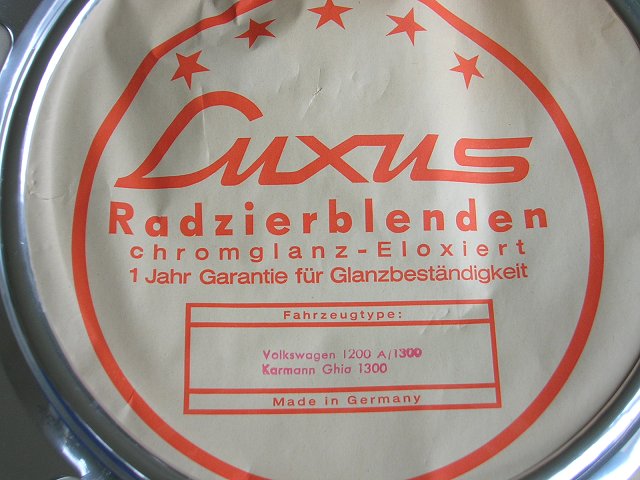 Luxus
Radzierblenden
chromglanz-Eloxiert
1 Jahr Garantie für Glanzbeständigkeit
Fahrzeugtype:
Volkswagen 1200 A/1300
Karmann Ghia 1300
Made in Germany